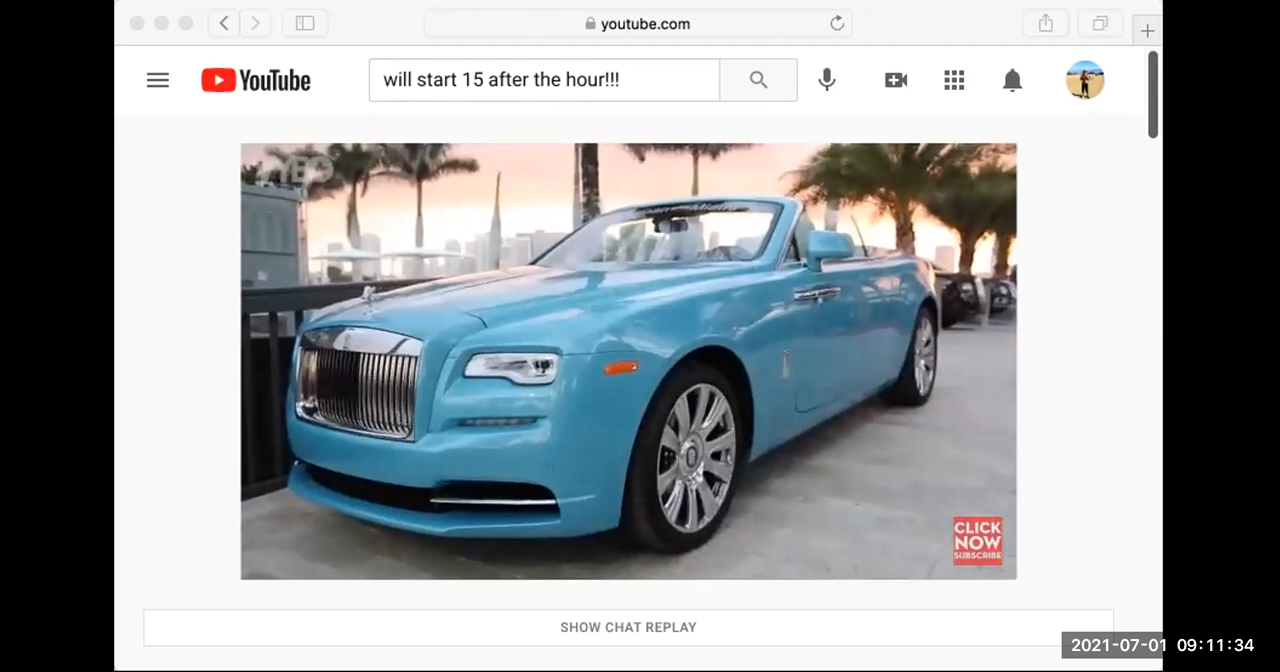 youtube.com
YouTube
will start 15 after the hour!!!
CLICK
NOW
SUBSCRIBE
SHOW CHAT REPLAY
2021-07-01 09:11:34